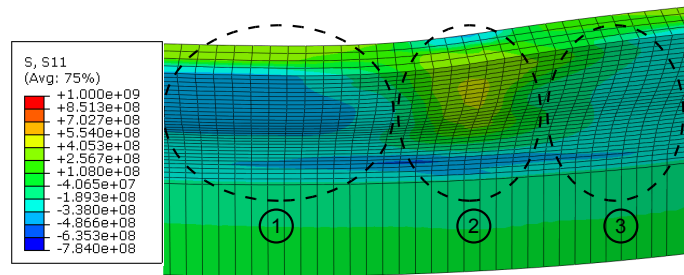 S, S11
(Avg: 75%)
+1.000e+09
+8.513e+08
+7.027e+08
+5.540e+08
+4.053e+08
+2.567e+08
+1.080e+08
-4.065e+07
-1.893e+08
-3.380e+08
-4.866e+08
-6.353e+08
-7.840e+08
1
2
3